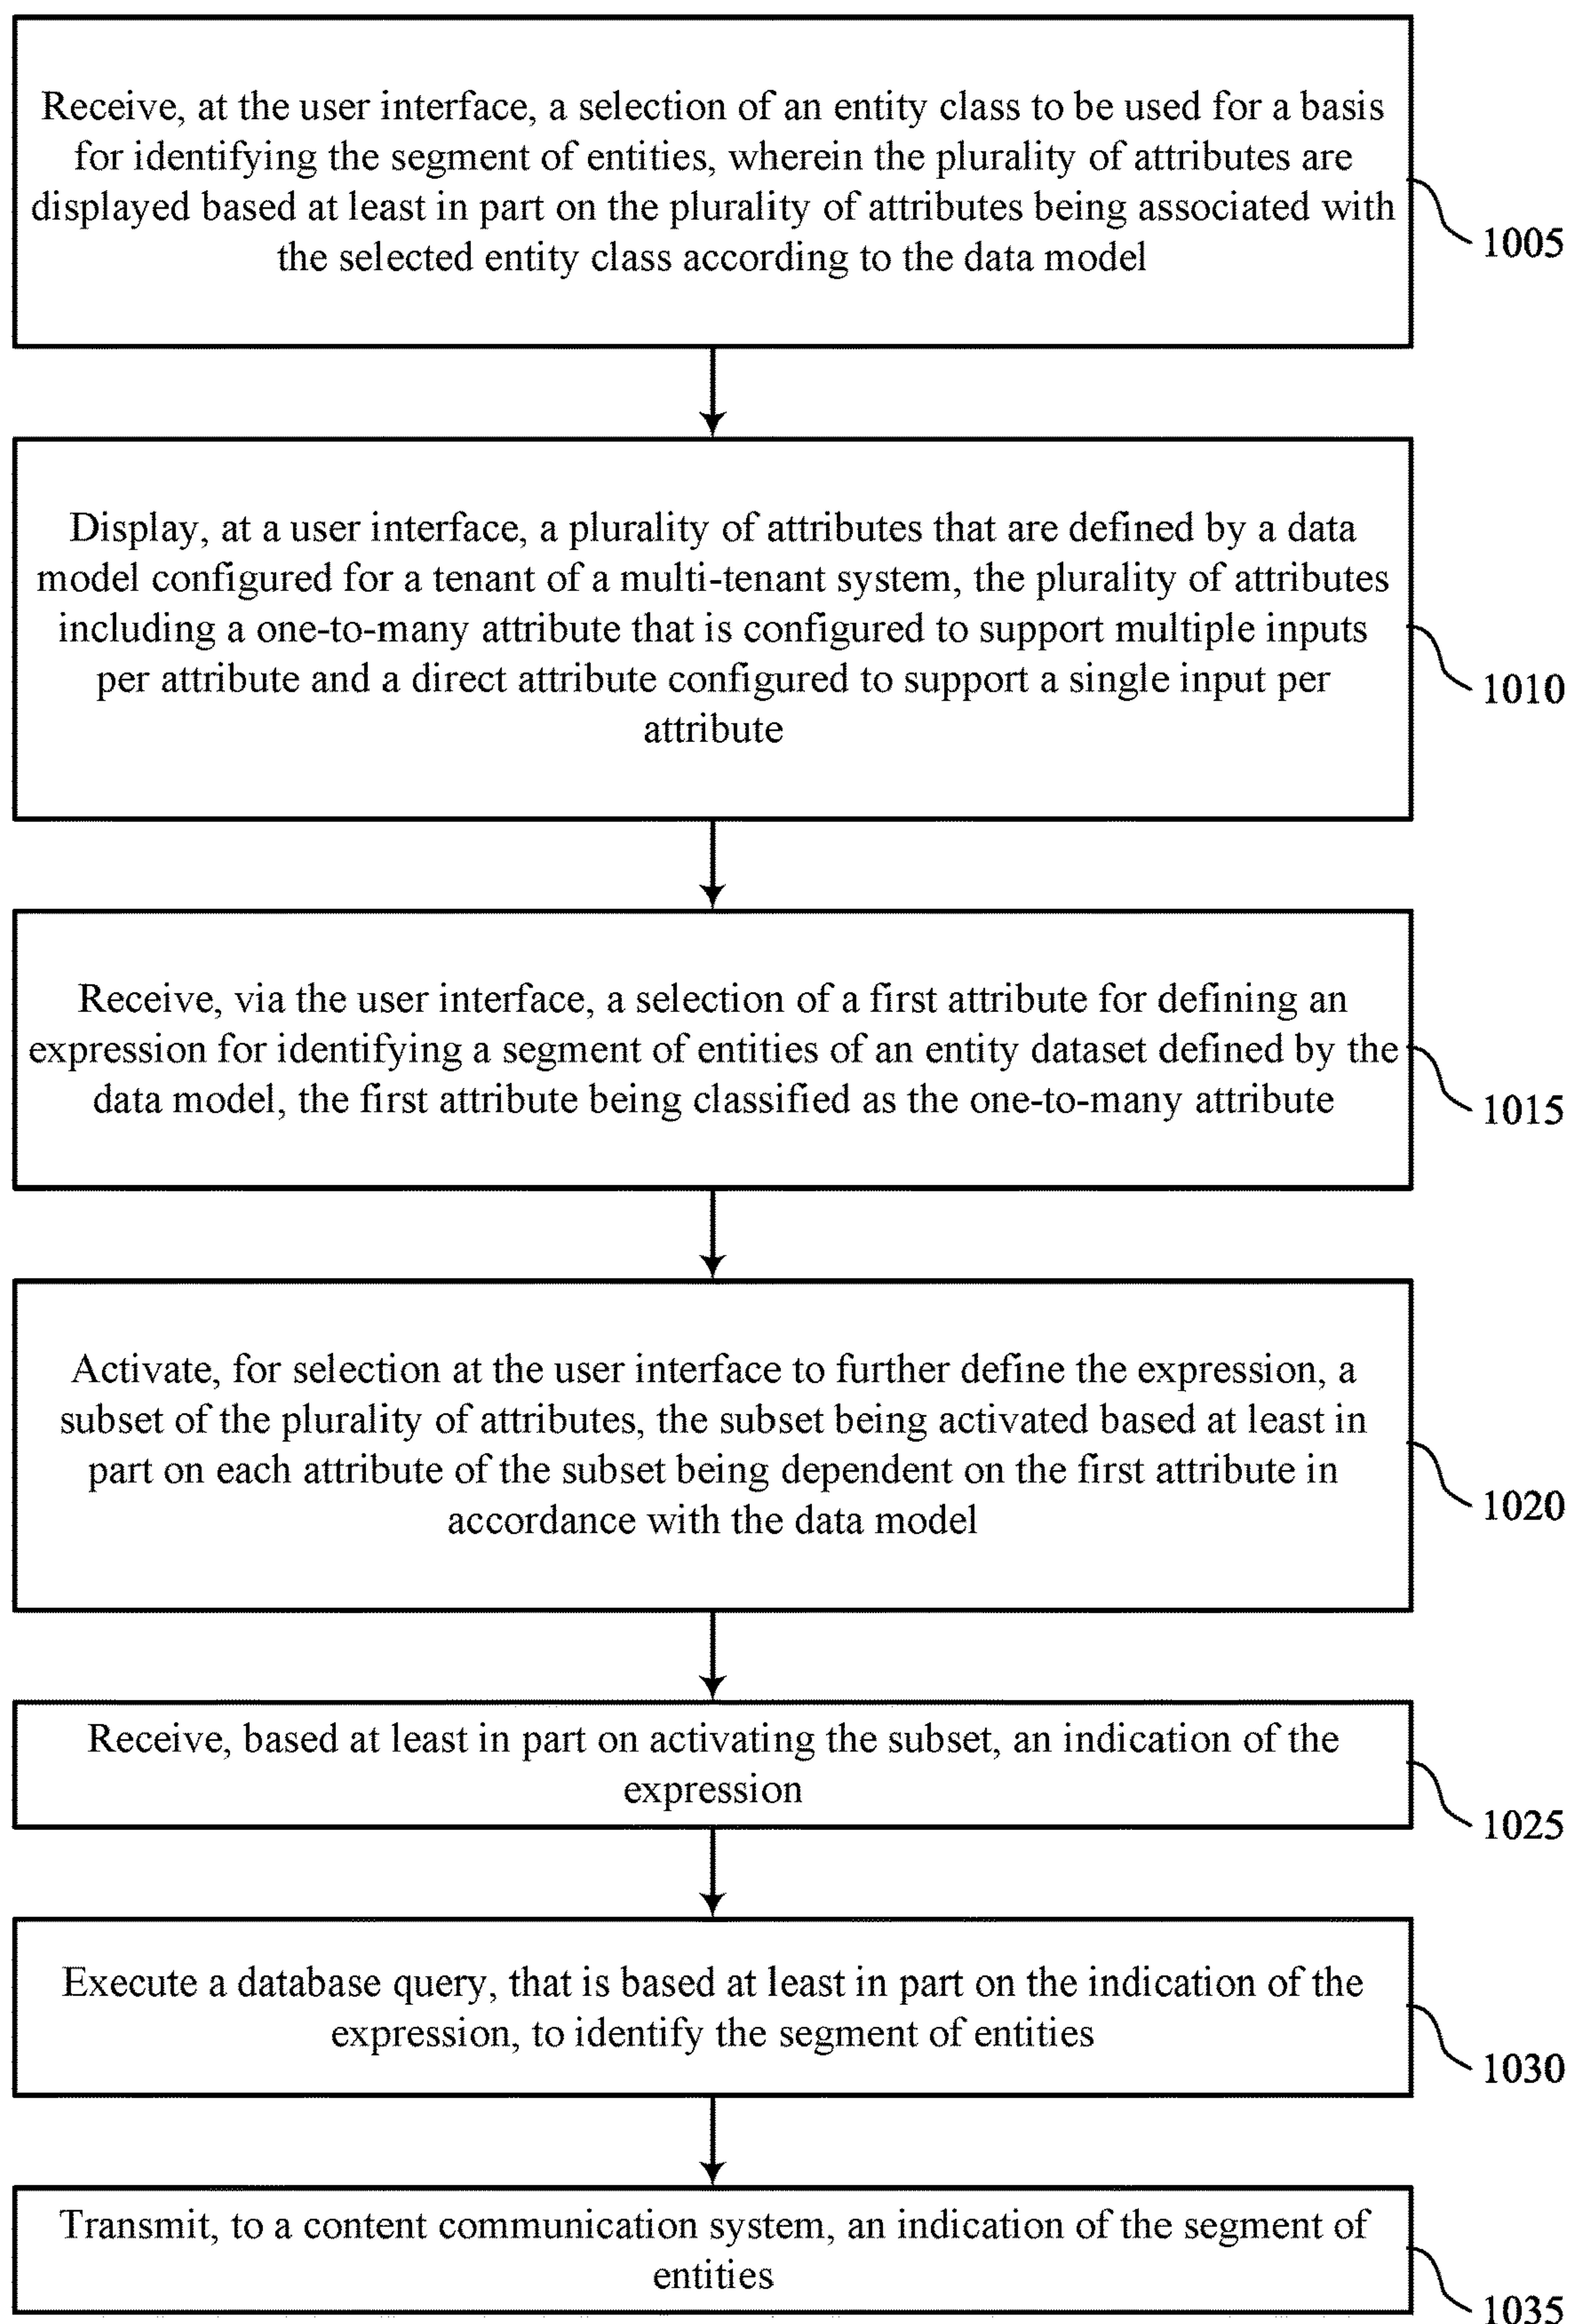 Receive, at the user interface, a selection of an entity class to be used for a basis
for identifying the segment of entities, wherein the plurality of attributes are
displayed based at least in part on the plurality of attributes being associated with
the selected entity class according to the data model
1005
Display, at a user interface, a plurality of attributes that are defined by a data
model configured for a tenant of a multi-tenant system, the plurality of attributes
including a one-to-many attribute that is configured to support multiple inputs
per attribute and a direct attribute configured to support a single input per
attribute
1010
Receive, via the user interface, a selection of a first attribute for defining an
expression for identifying a segment of entities of an entity dataset defined by the
data model, the first attribute being classified as the one-to-many attribute
1015
Activate, for selection at the user interface to further define the expression, a
subset of the plurality of attributes, the subset being activated based at least in
part on each attribute of the subset being dependent on the first attribute in
accordance with the data model
1020
Receive, based at least in part on activating the subset, an indication of the
expression
1025
Execute a database query, that is based at least in part on the indication of the
expression, to identify the segment of entities
1030
Transmit, to a content communication system, an indication of the segment of
entities
1035